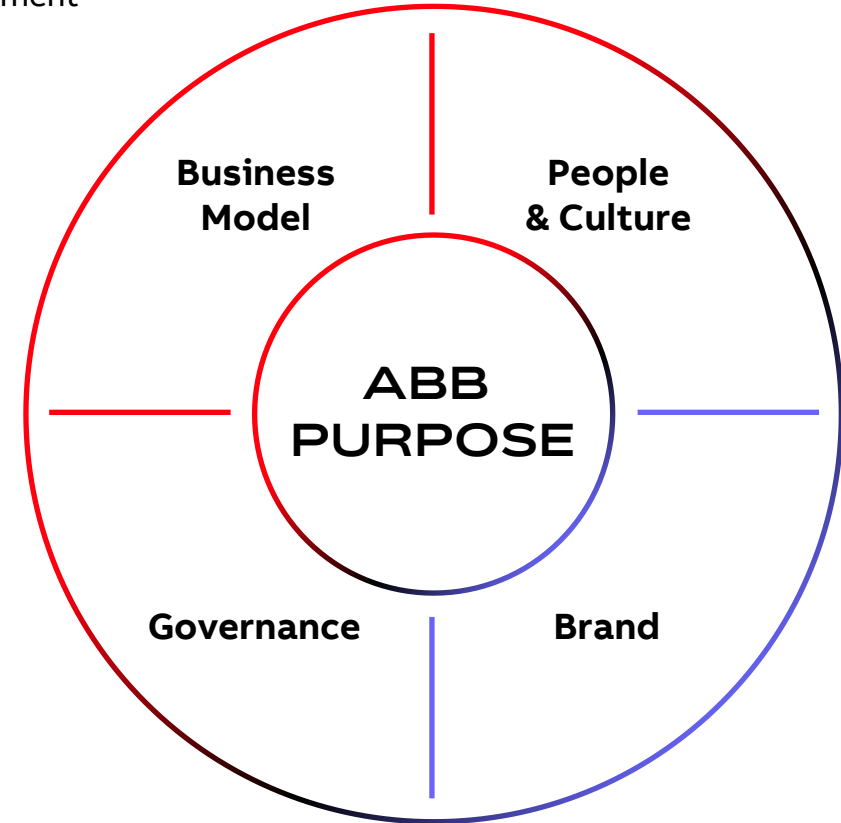 Business
Model
People
& Culture
ABB
PURPOSE
Governance
Brand